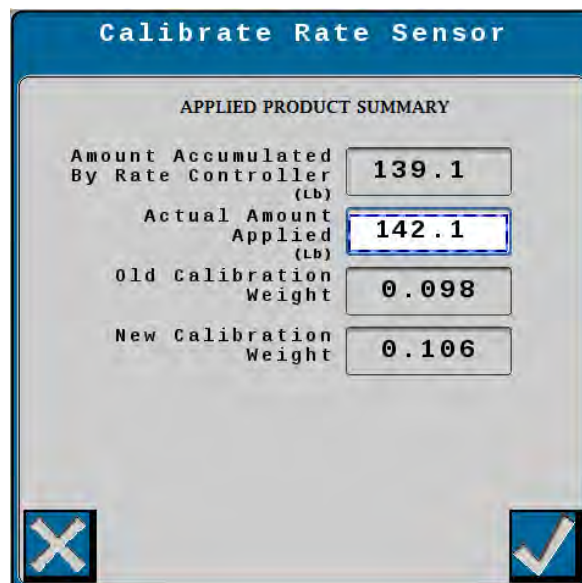 Calibrate Rate Sensor
APPLIED PRODUCT SUMMARY
Amount Accumulated
By Rate Controller
(Lb)
139.1
Actual Amount
Applied
(Lb)
142.1
Old Calibration
Weight
0.098
New Calibration
Weight
0.106